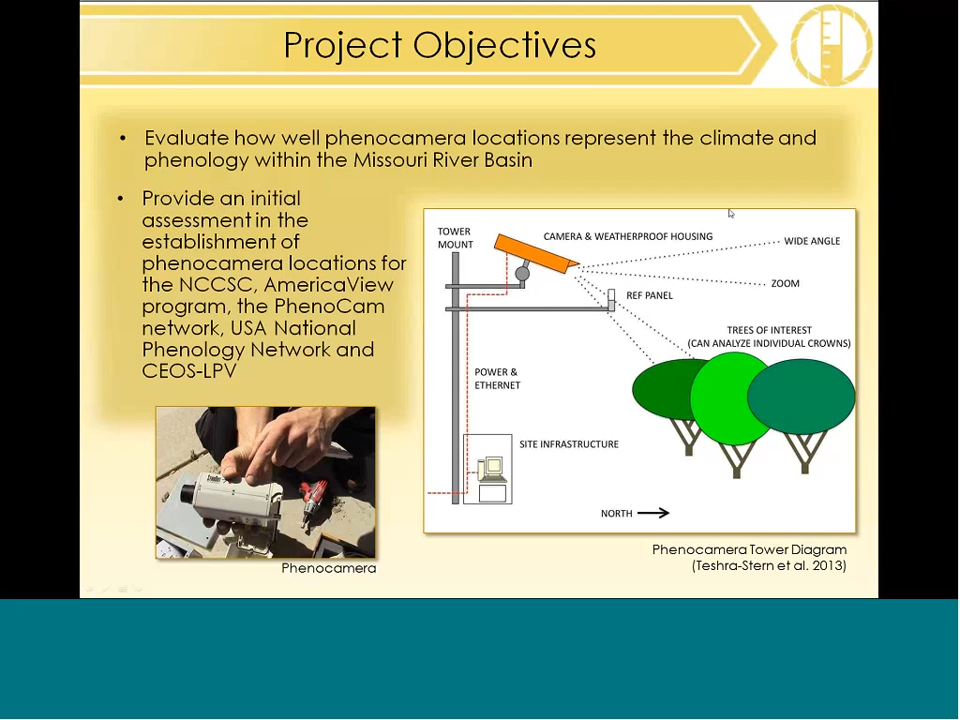 Project Objectives
• Evaluate how well phenocamera locations represent the climate and
phenology within the Missouri River Basin
• Provide an initial
assessment in the
establishment of
phenocamera locations for
the NCCSC, AmericaView
program, the PhenoCam
network, USA National
Phenology Network and
CEOS-LPV
TOWER
MOUNT
CAMERA & WEATHERPROOF HOUSING
WIDE ANGLE
ZOOM
REF PANEL
TREES OF INTEREST
(CAN ANALYZE INDIVIDUAL CROWNS)
POWER &
ETHERNET
SITE INFRASTRUCTURE
NORTH
Phenocamera
Phenocamera Tower Diagram
(Teshra-Stern et al. 2013)